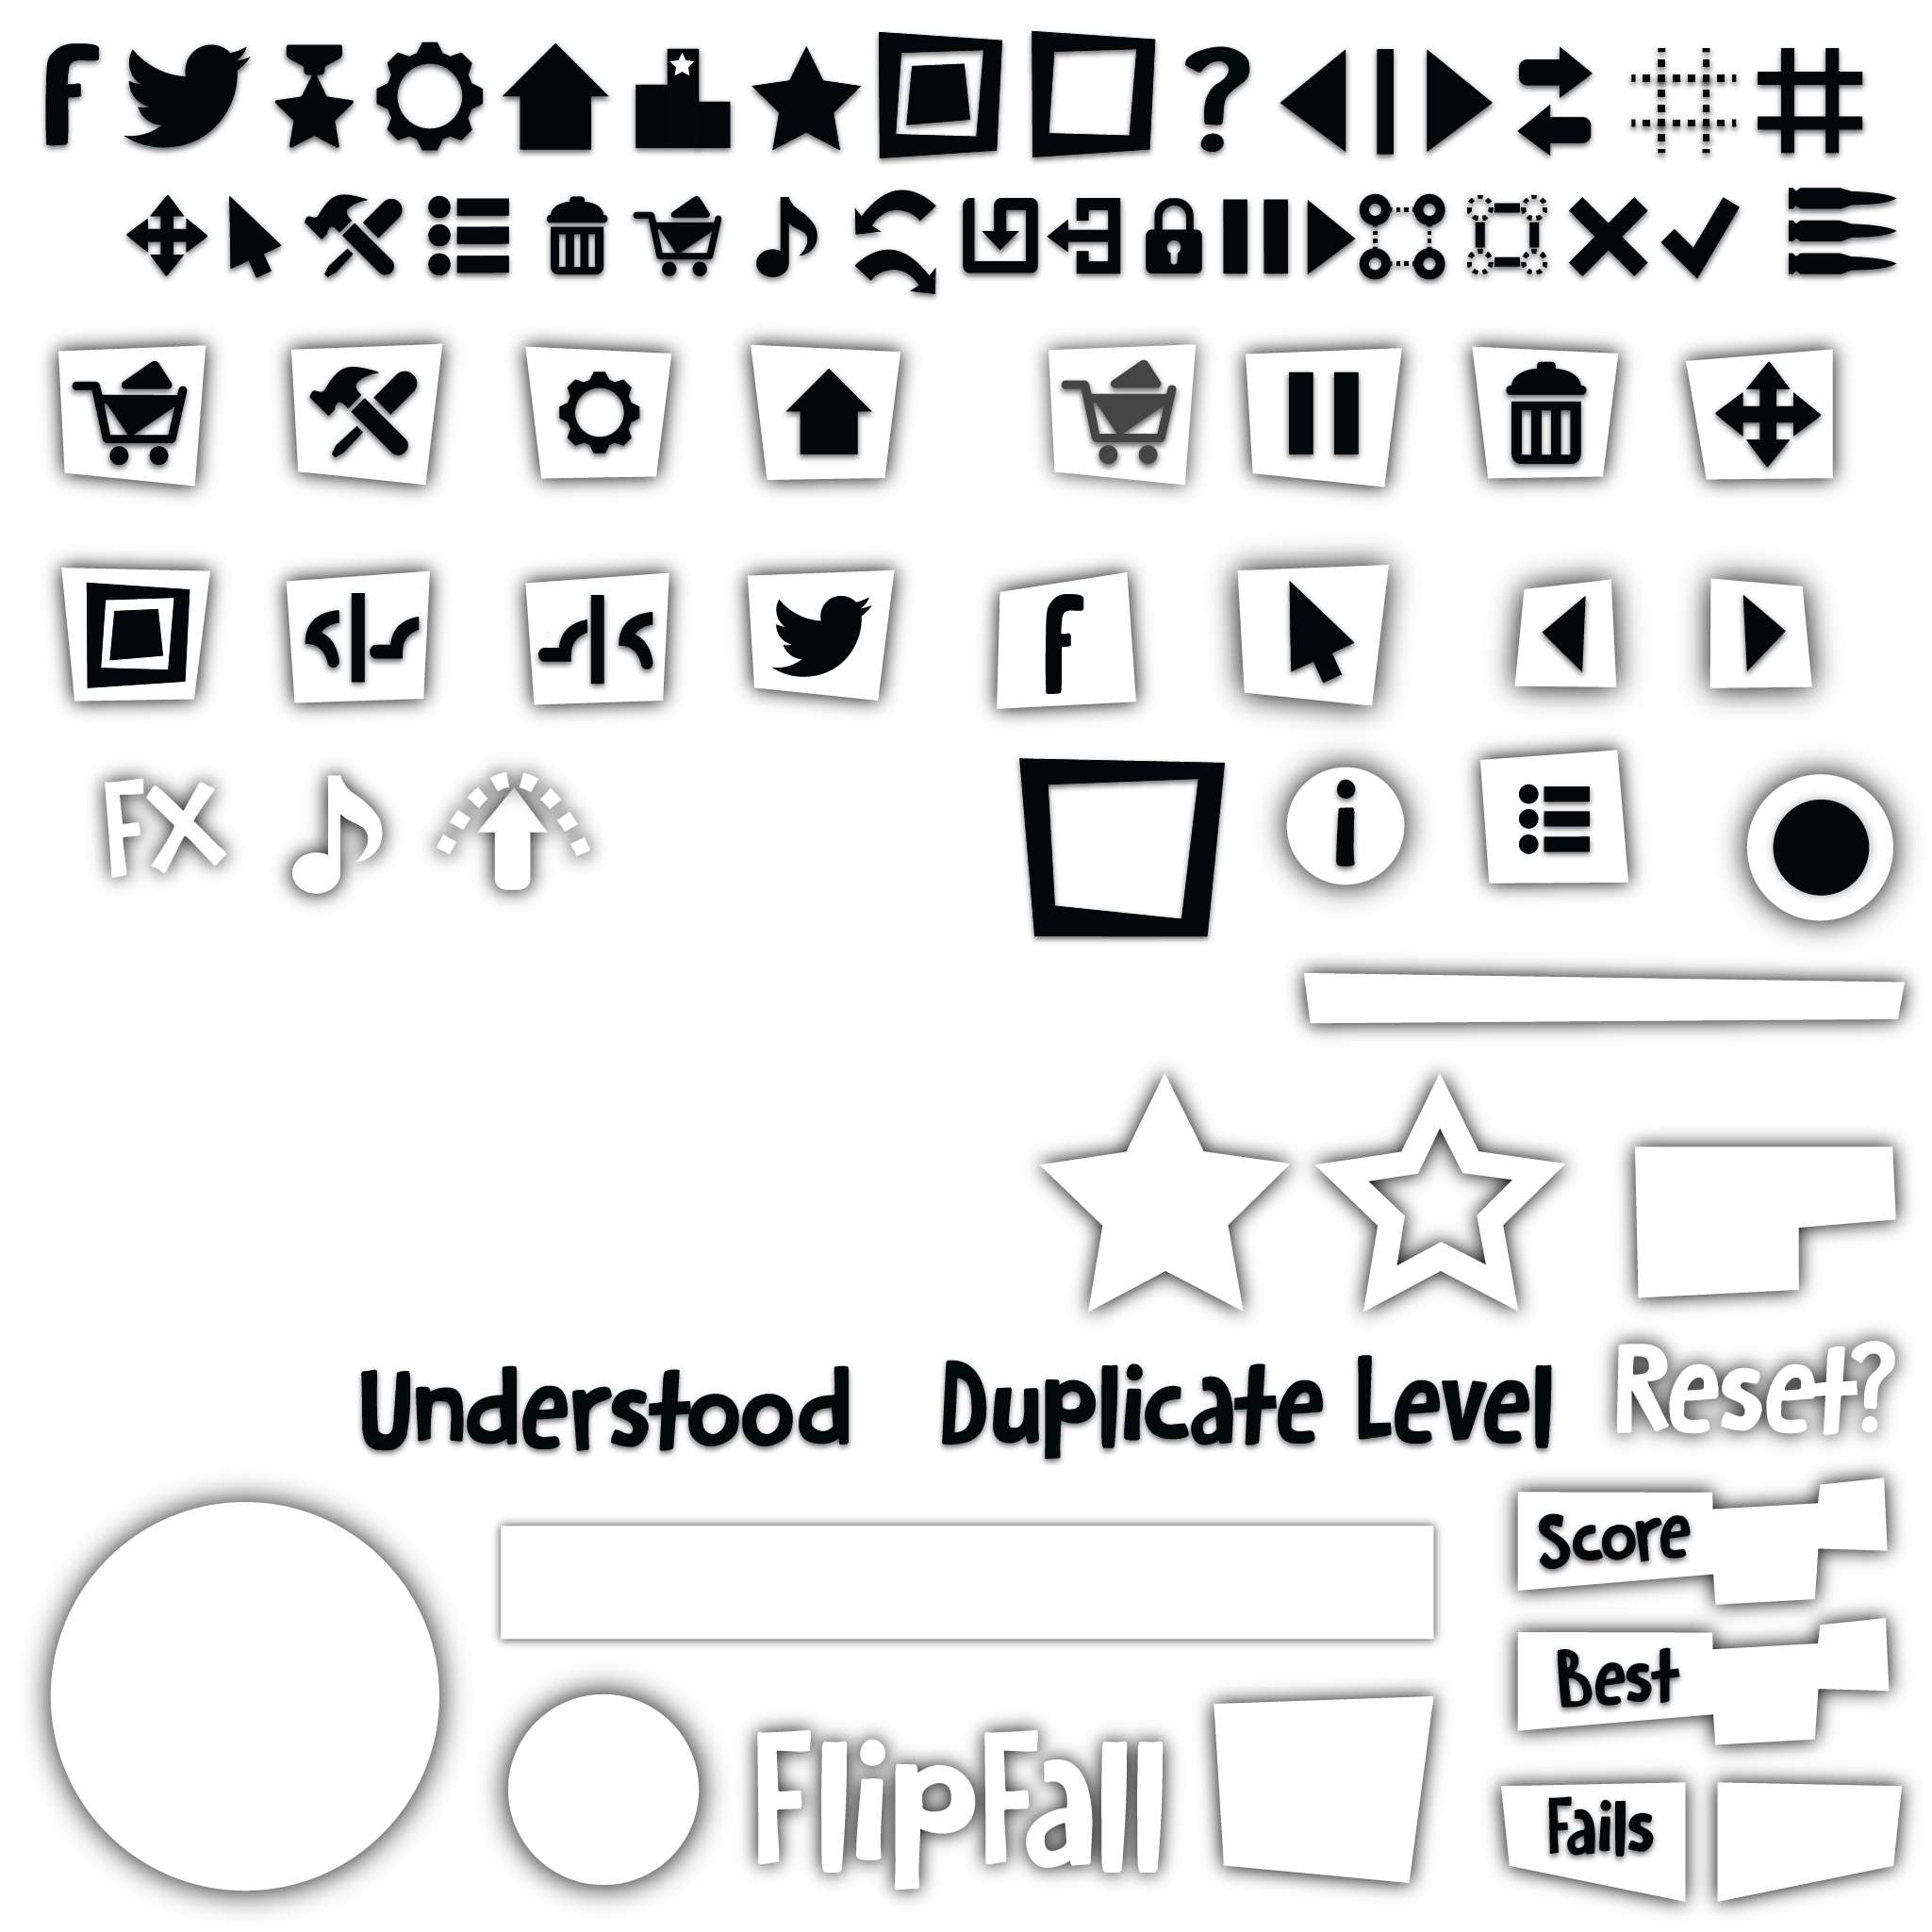 f
?
#
f
FX
i
Understood
Duplicate Level
Reset?
Score
Best
FlipFall
Fails